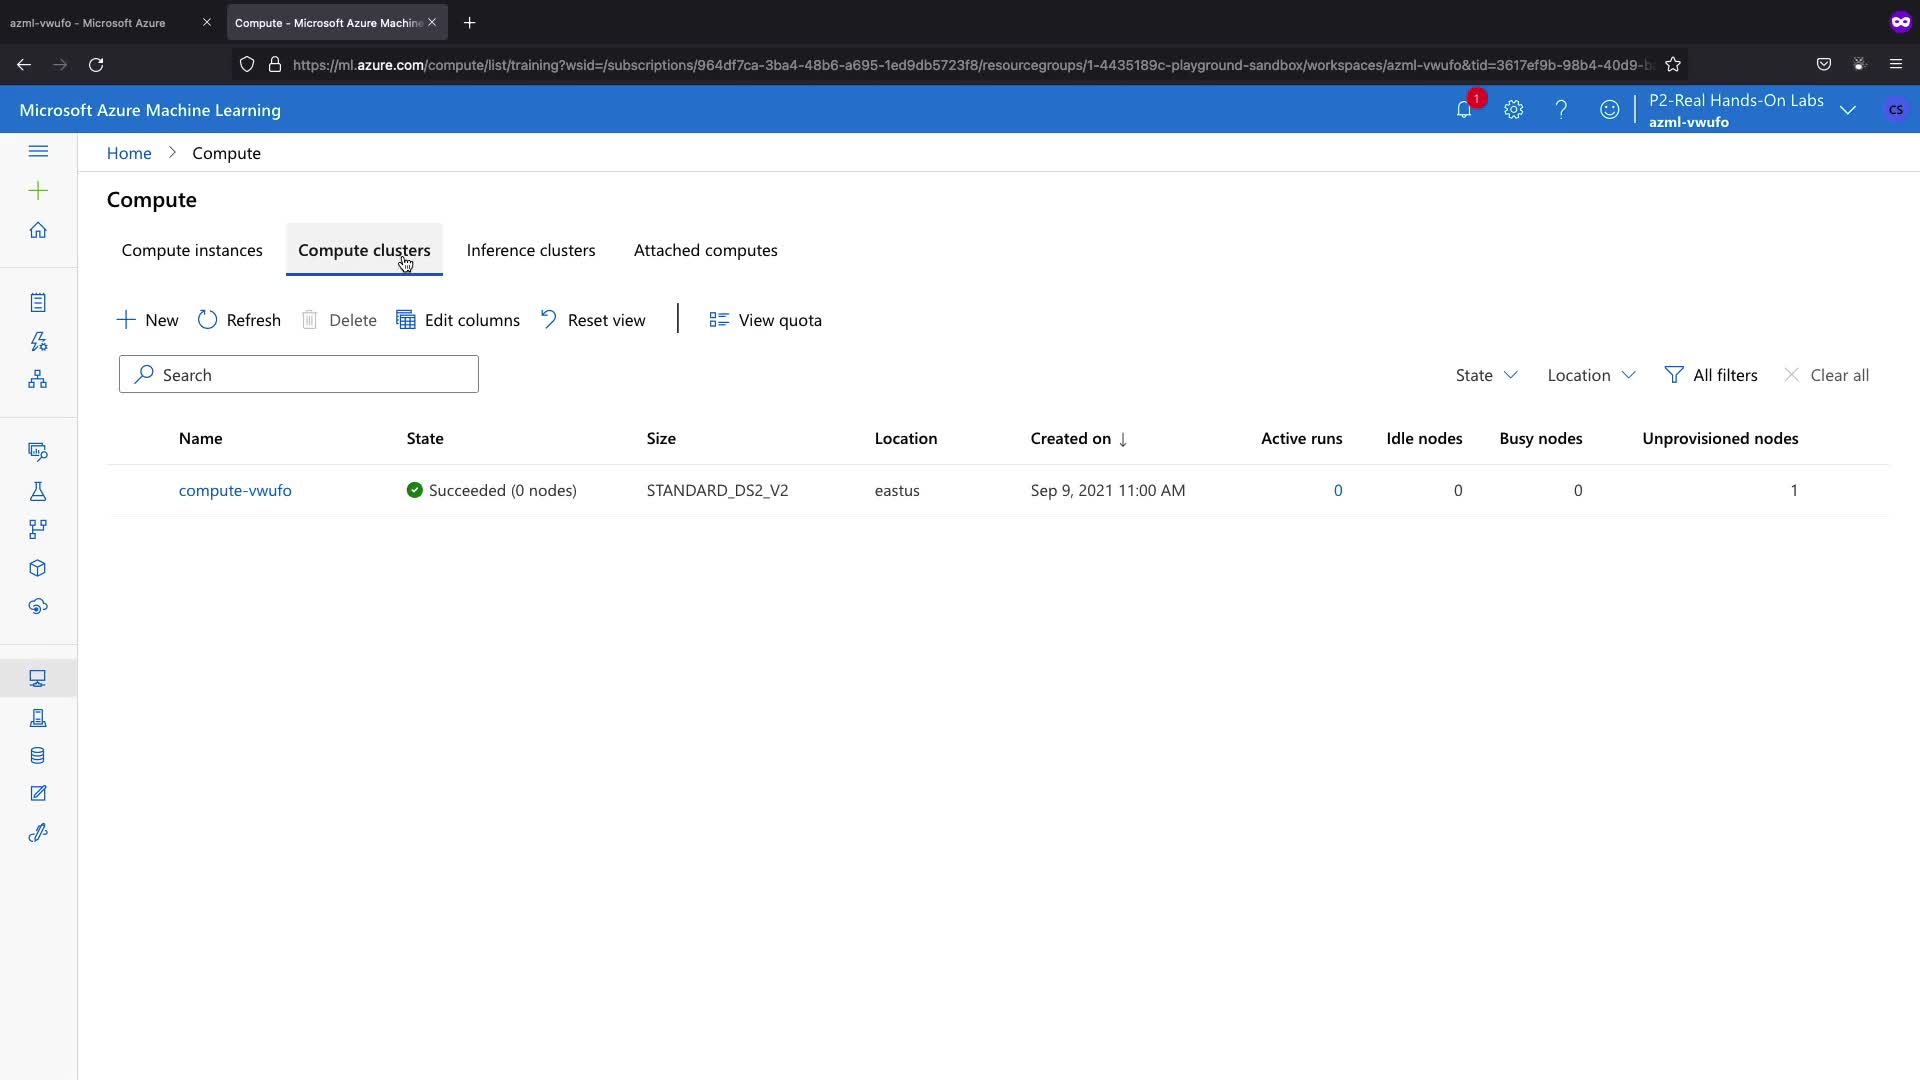 azml-vwufo - Microsoft Azure
Compute - Microsoft Azure Machine
https://ml.azure.com/compute/list/training?wsid=/subscriptions/964df7ca-3ba4-48b6-a695-1ed9db5723f8/resourcegroups/1-4435189c-playground-sandbox/workspaces/azml-vwufo&tid=3617ef9b-98b4-40d9-b
Microsoft Azure Machine Learning
1
P2-Real Hands-On Labs
azml-vwufo
CS
Home > Compute
Compute
Compute instances Compute clusters Inference clusters Attached computes
New Refresh Delete Edit columns Reset view View quota
Search
State Location All filters Clear all
Name State Size Location Created on ↓ Active runs Idle nodes Busy nodes Unprovisioned nodes
compute-vwufo Succeeded (0 nodes) STANDARD_DS2_V2 eastus Sep 9, 2021 11:00 AM 0 0 0 1